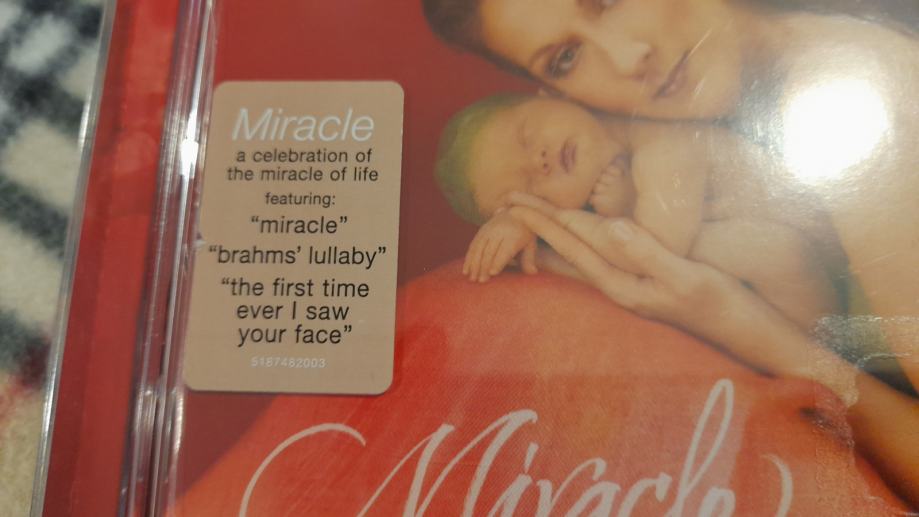 Miracle
a celebration of
the miracle of life
featuring:
“miracle”
“brahms’ lullaby”
“the first time
ever I saw
your face”
5187482003
Miracle